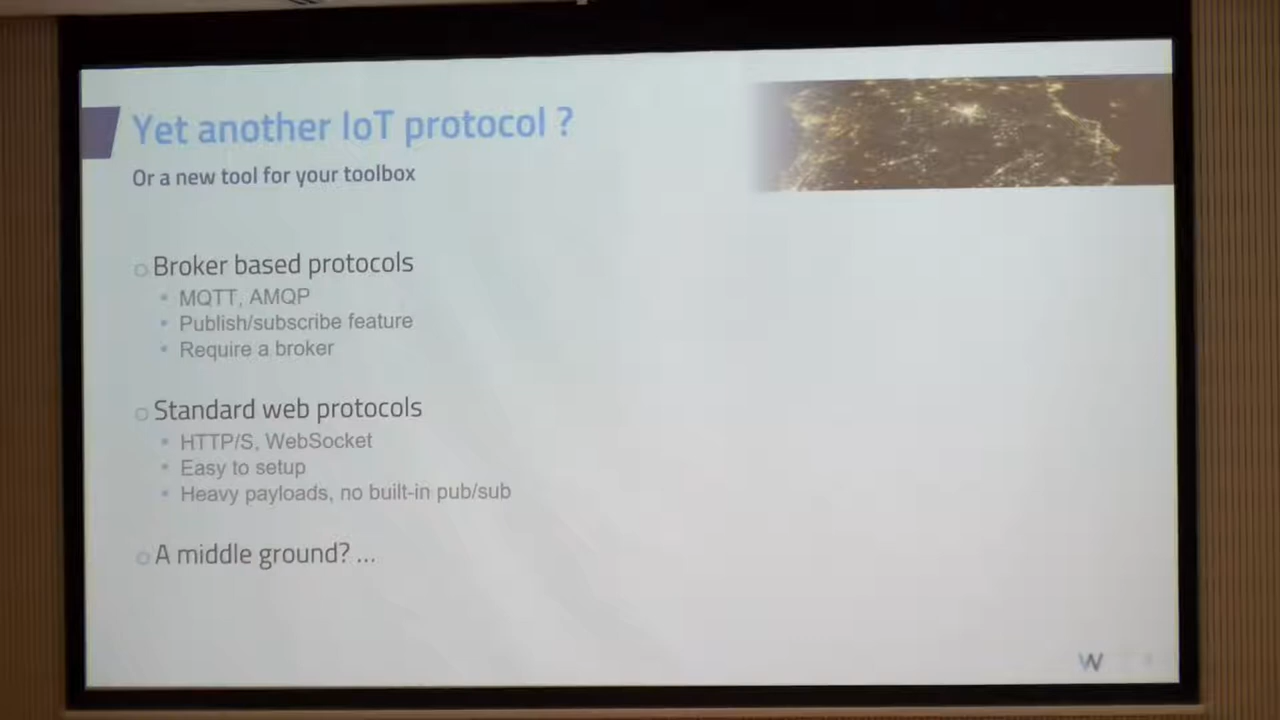 Yet another IoT protocol ?
Or a new tool for your toolbox
Broker based protocols
MQTT, AMQP
Publish/subscribe feature
Require a broker
Standard web protocols
HTTP/S, WebSocket
Easy to setup
Heavy payloads, no built-in pub/sub
A middle ground? ...
W